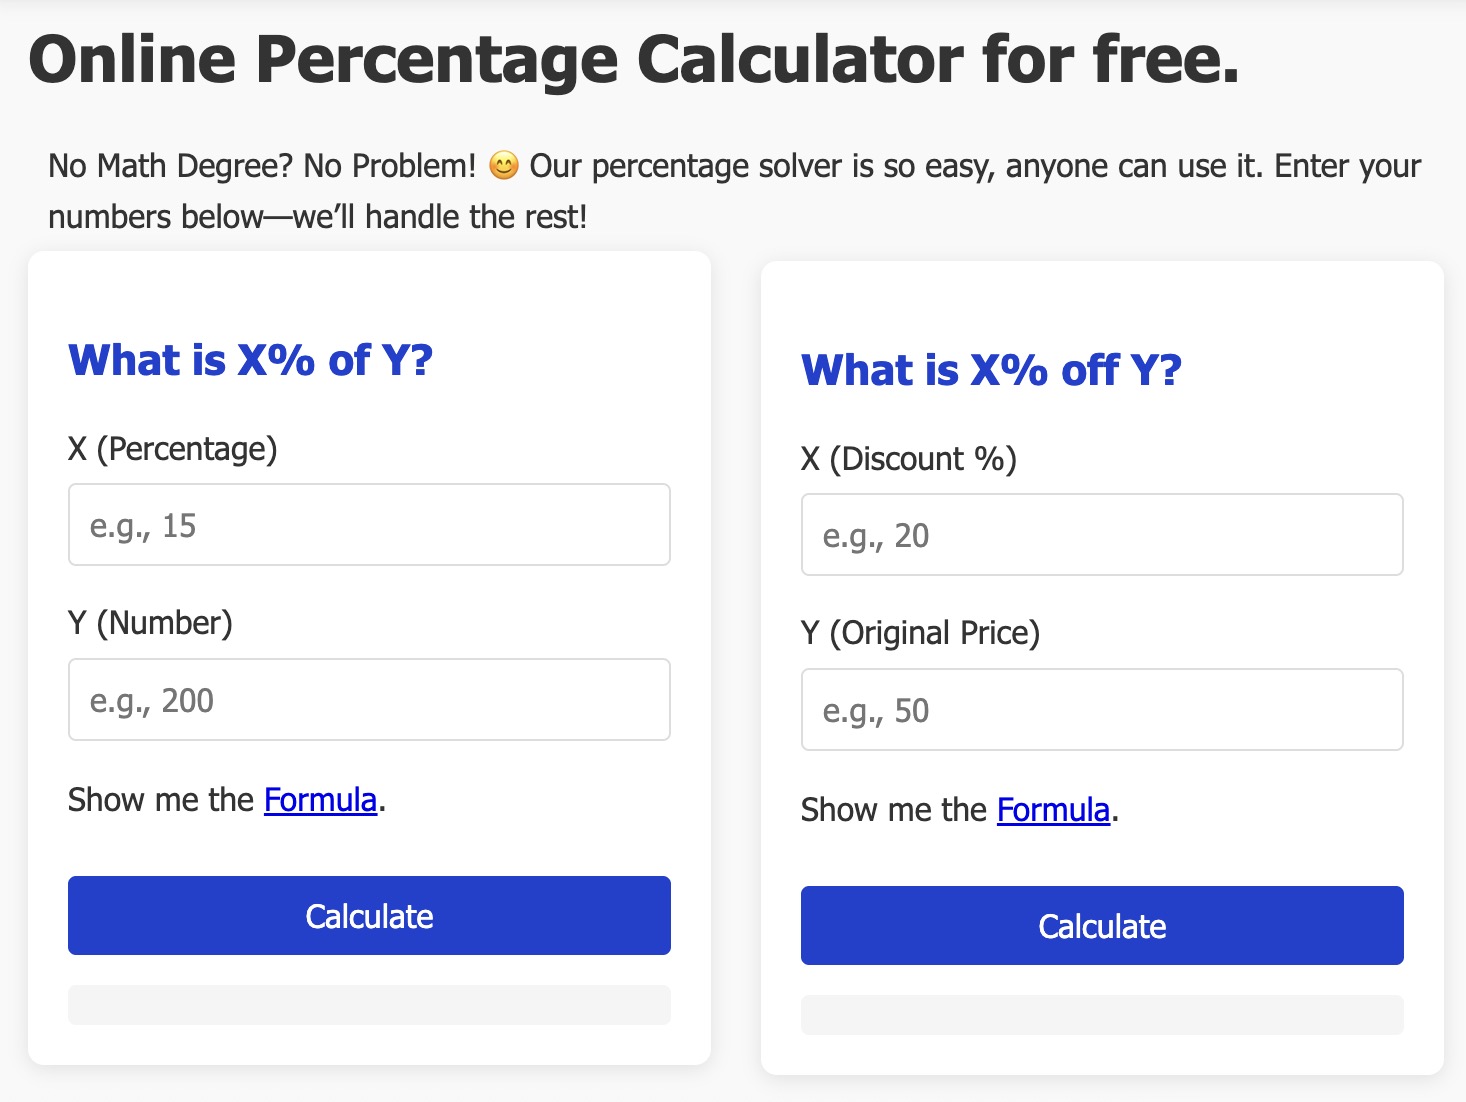 Online Percentage Calculator for free.
No Math Degree? No Problem! 😊 Our percentage solver is so easy, anyone can use it. Enter your
numbers below—we’ll handle the rest!
What is X% of Y?
X (Percentage)
e.g., 15
Y (Number)
e.g., 200
Show me the Formula.
Calculate
What is X% off Y?
X (Discount %)
e.g., 20
Y (Original Price)
e.g., 50
Show me the Formula.
Calculate